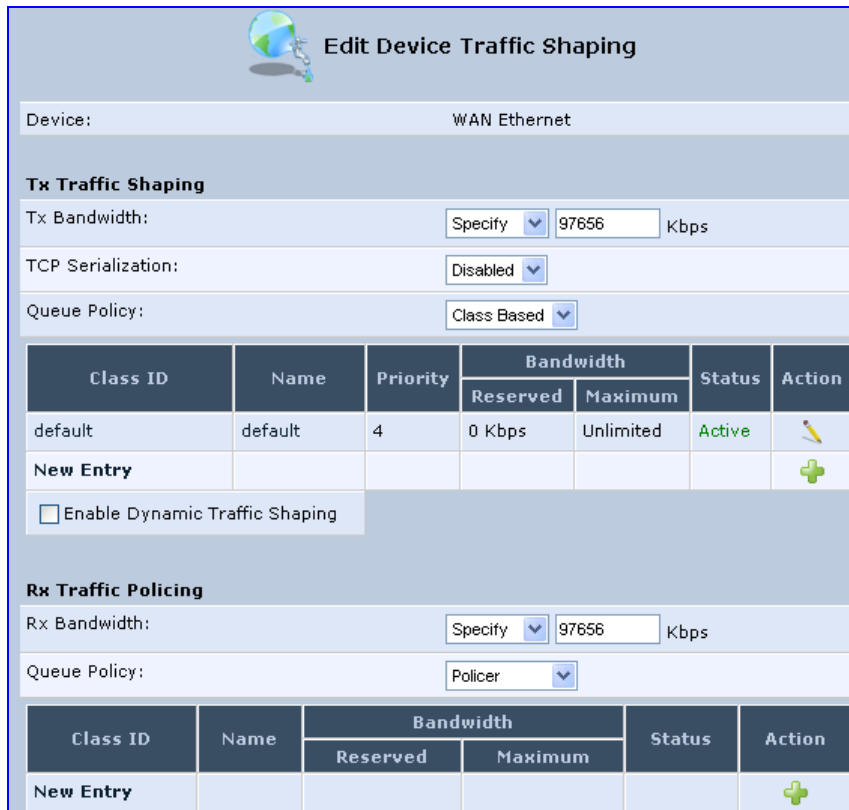 Edit Device Traffic Shaping
Device: WAN Ethernet
Tx Traffic Shaping
Tx Bandwidth: Specify 97656 Kbps
TCP Serialization: Disabled
Queue Policy: Class Based
Class ID Name Priority Bandwidth Status Action
Reserved Maximum
default default 4 0 Kbps Unlimited Active
New Entry
Enable Dynamic Traffic Shaping
Rx Traffic Policing
Rx Bandwidth: Specify 97656 Kbps
Queue Policy: Policer
Class ID Name Bandwidth Status Action
Reserved Maximum
New Entry